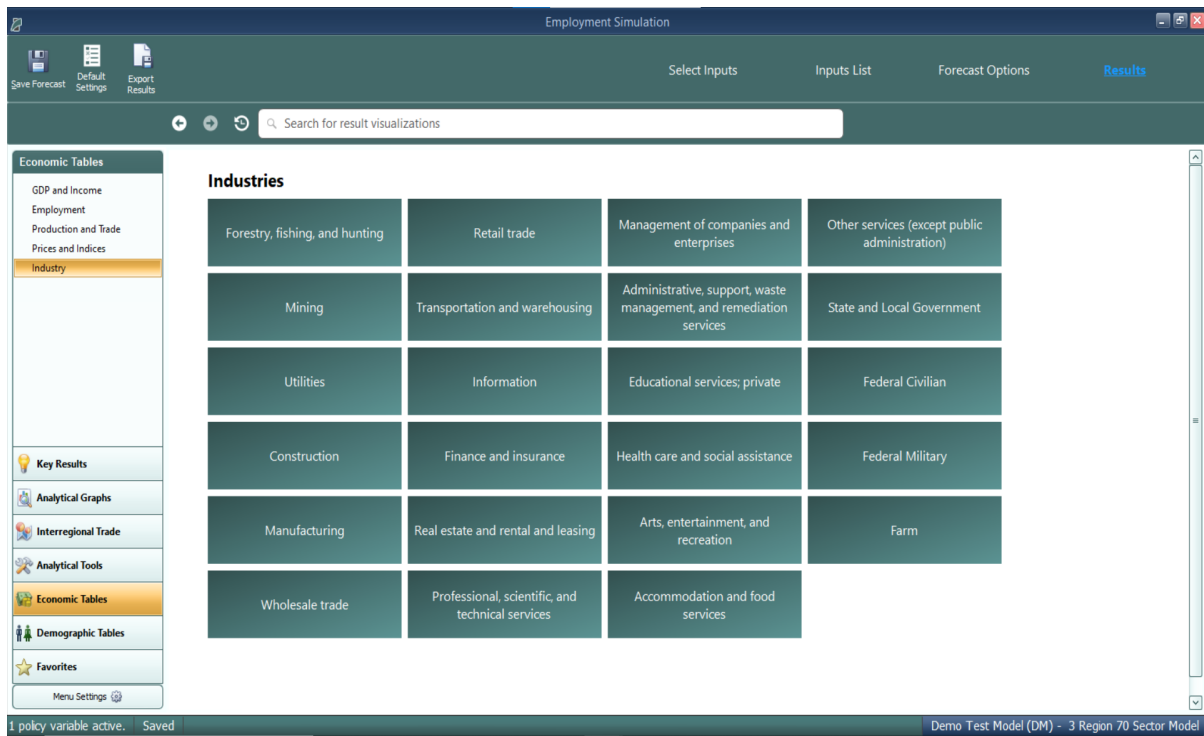 Employment Simulation
Save Forecast
Default
Settings
Export
Results
Select Inputs
Inputs List
Forecast Options
Results
Search for result visualizations
Economic Tables
GDP and Income
Employment
Production and Trade
Prices and Indices
Industry
Key Results
Analytical Graphs
Interregional Trade
Analytical Tools
Economic Tables
Demographic Tables
Favorites
Menu Settings
Industries
Forestry, fishing, and hunting
Retail trade
Management of companies and
enterprises
Other services (except public
administration)
Mining
Transportation and warehousing
Administrative, support, waste
management, and remediation
services
State and Local Government
Utilities
Information
Educational services; private
Federal Civilian
Construction
Finance and insurance
Health care and social assistance
Federal Military
Manufacturing
Real estate and rental and leasing
Arts, entertainment, and
recreation
Farm
Wholesale trade
Professional, scientific, and
technical services
Accommodation and food
services
1 policy variable active.
Saved
Demo Test Model (DM) - 3 Region 70 Sector Model